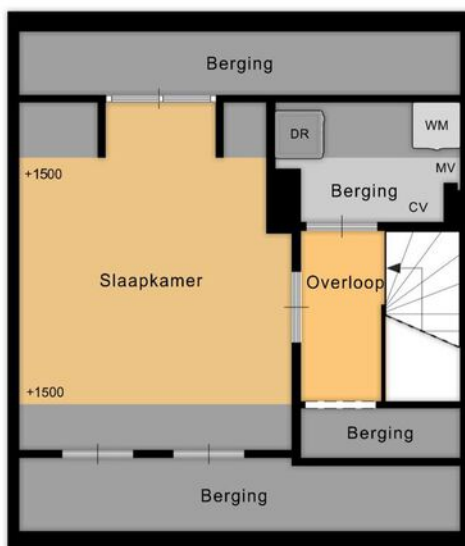 Berging
DR
WM
MV
+1500
Berging
CV
Slaapkamer
Overloop
+1500
Berging
Berging